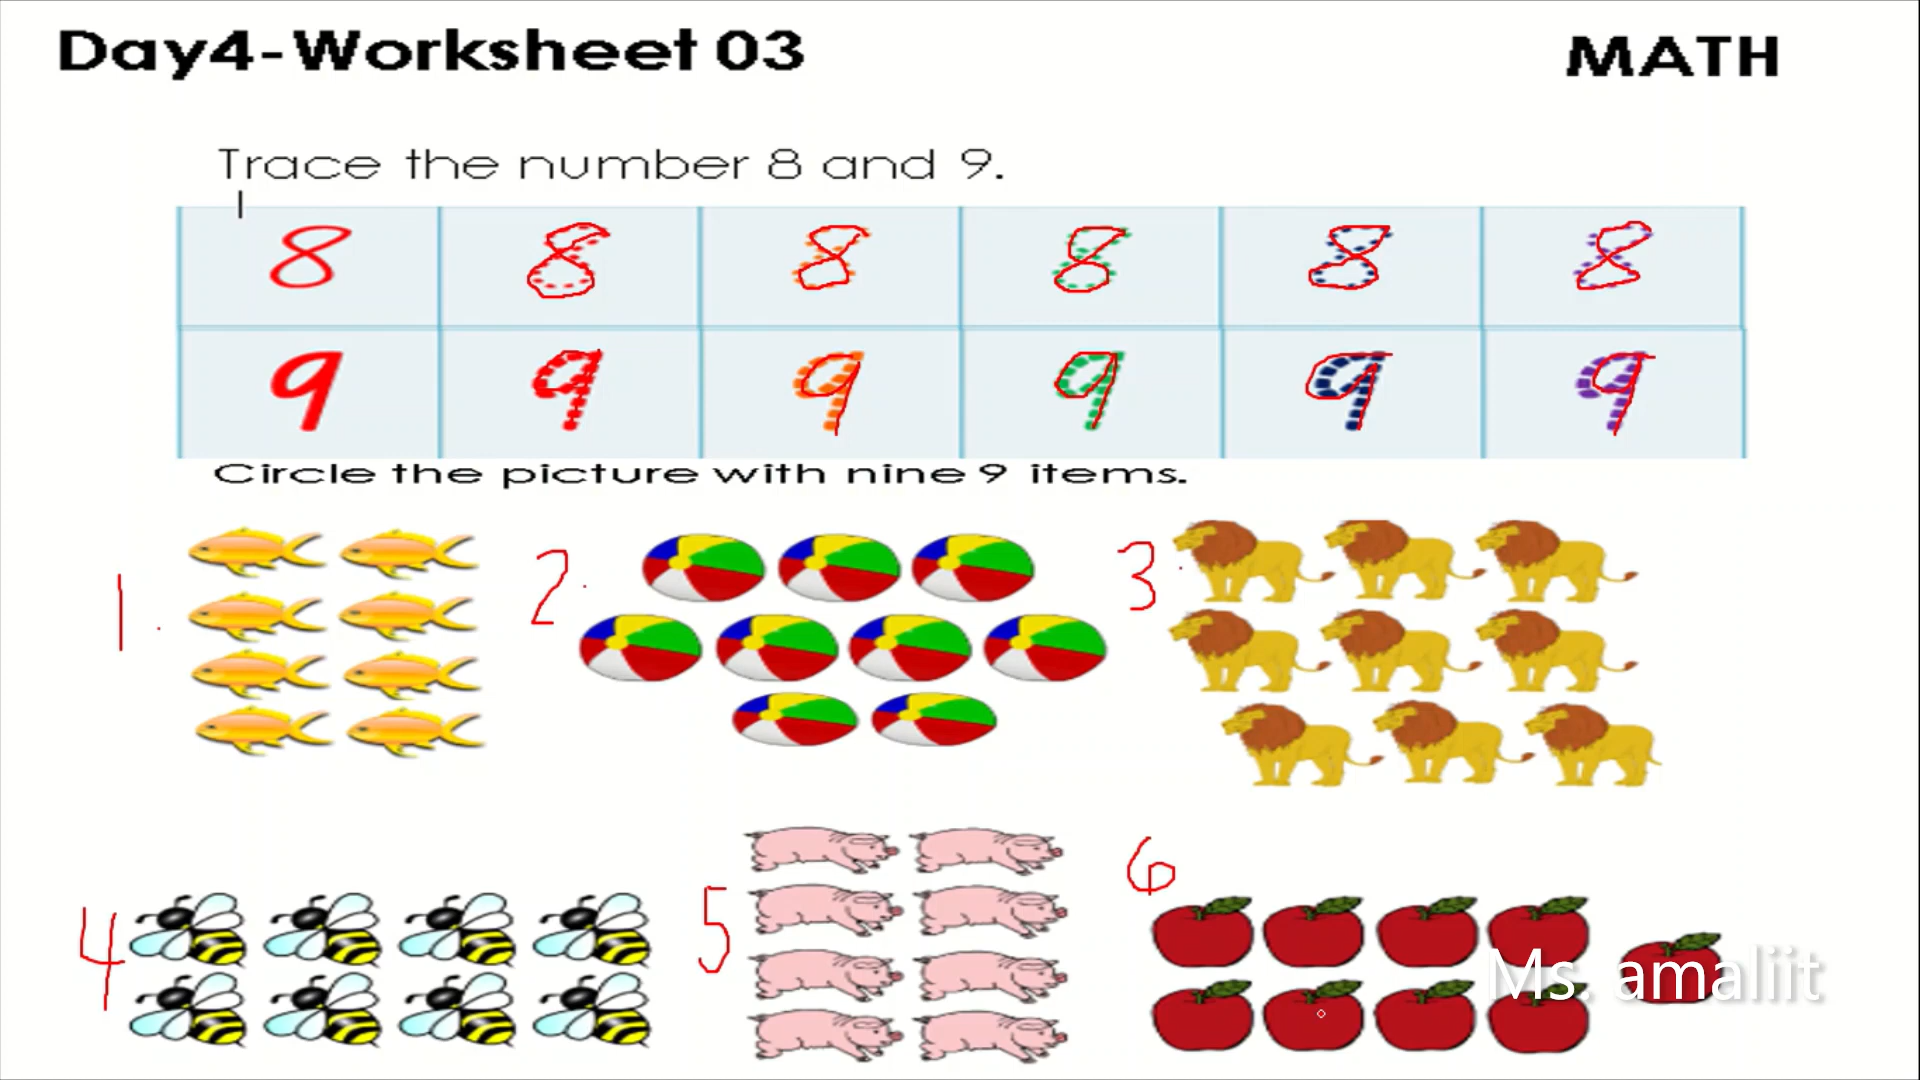 Day4-Worksheet 03 MATH
Trace the number 8 and 9.
8 8 8 8 8 8
9 9 9 9 9 9
Circle the picture with nine 9 items.
1. 2. 3.
4 5 6
Ms. amaliit